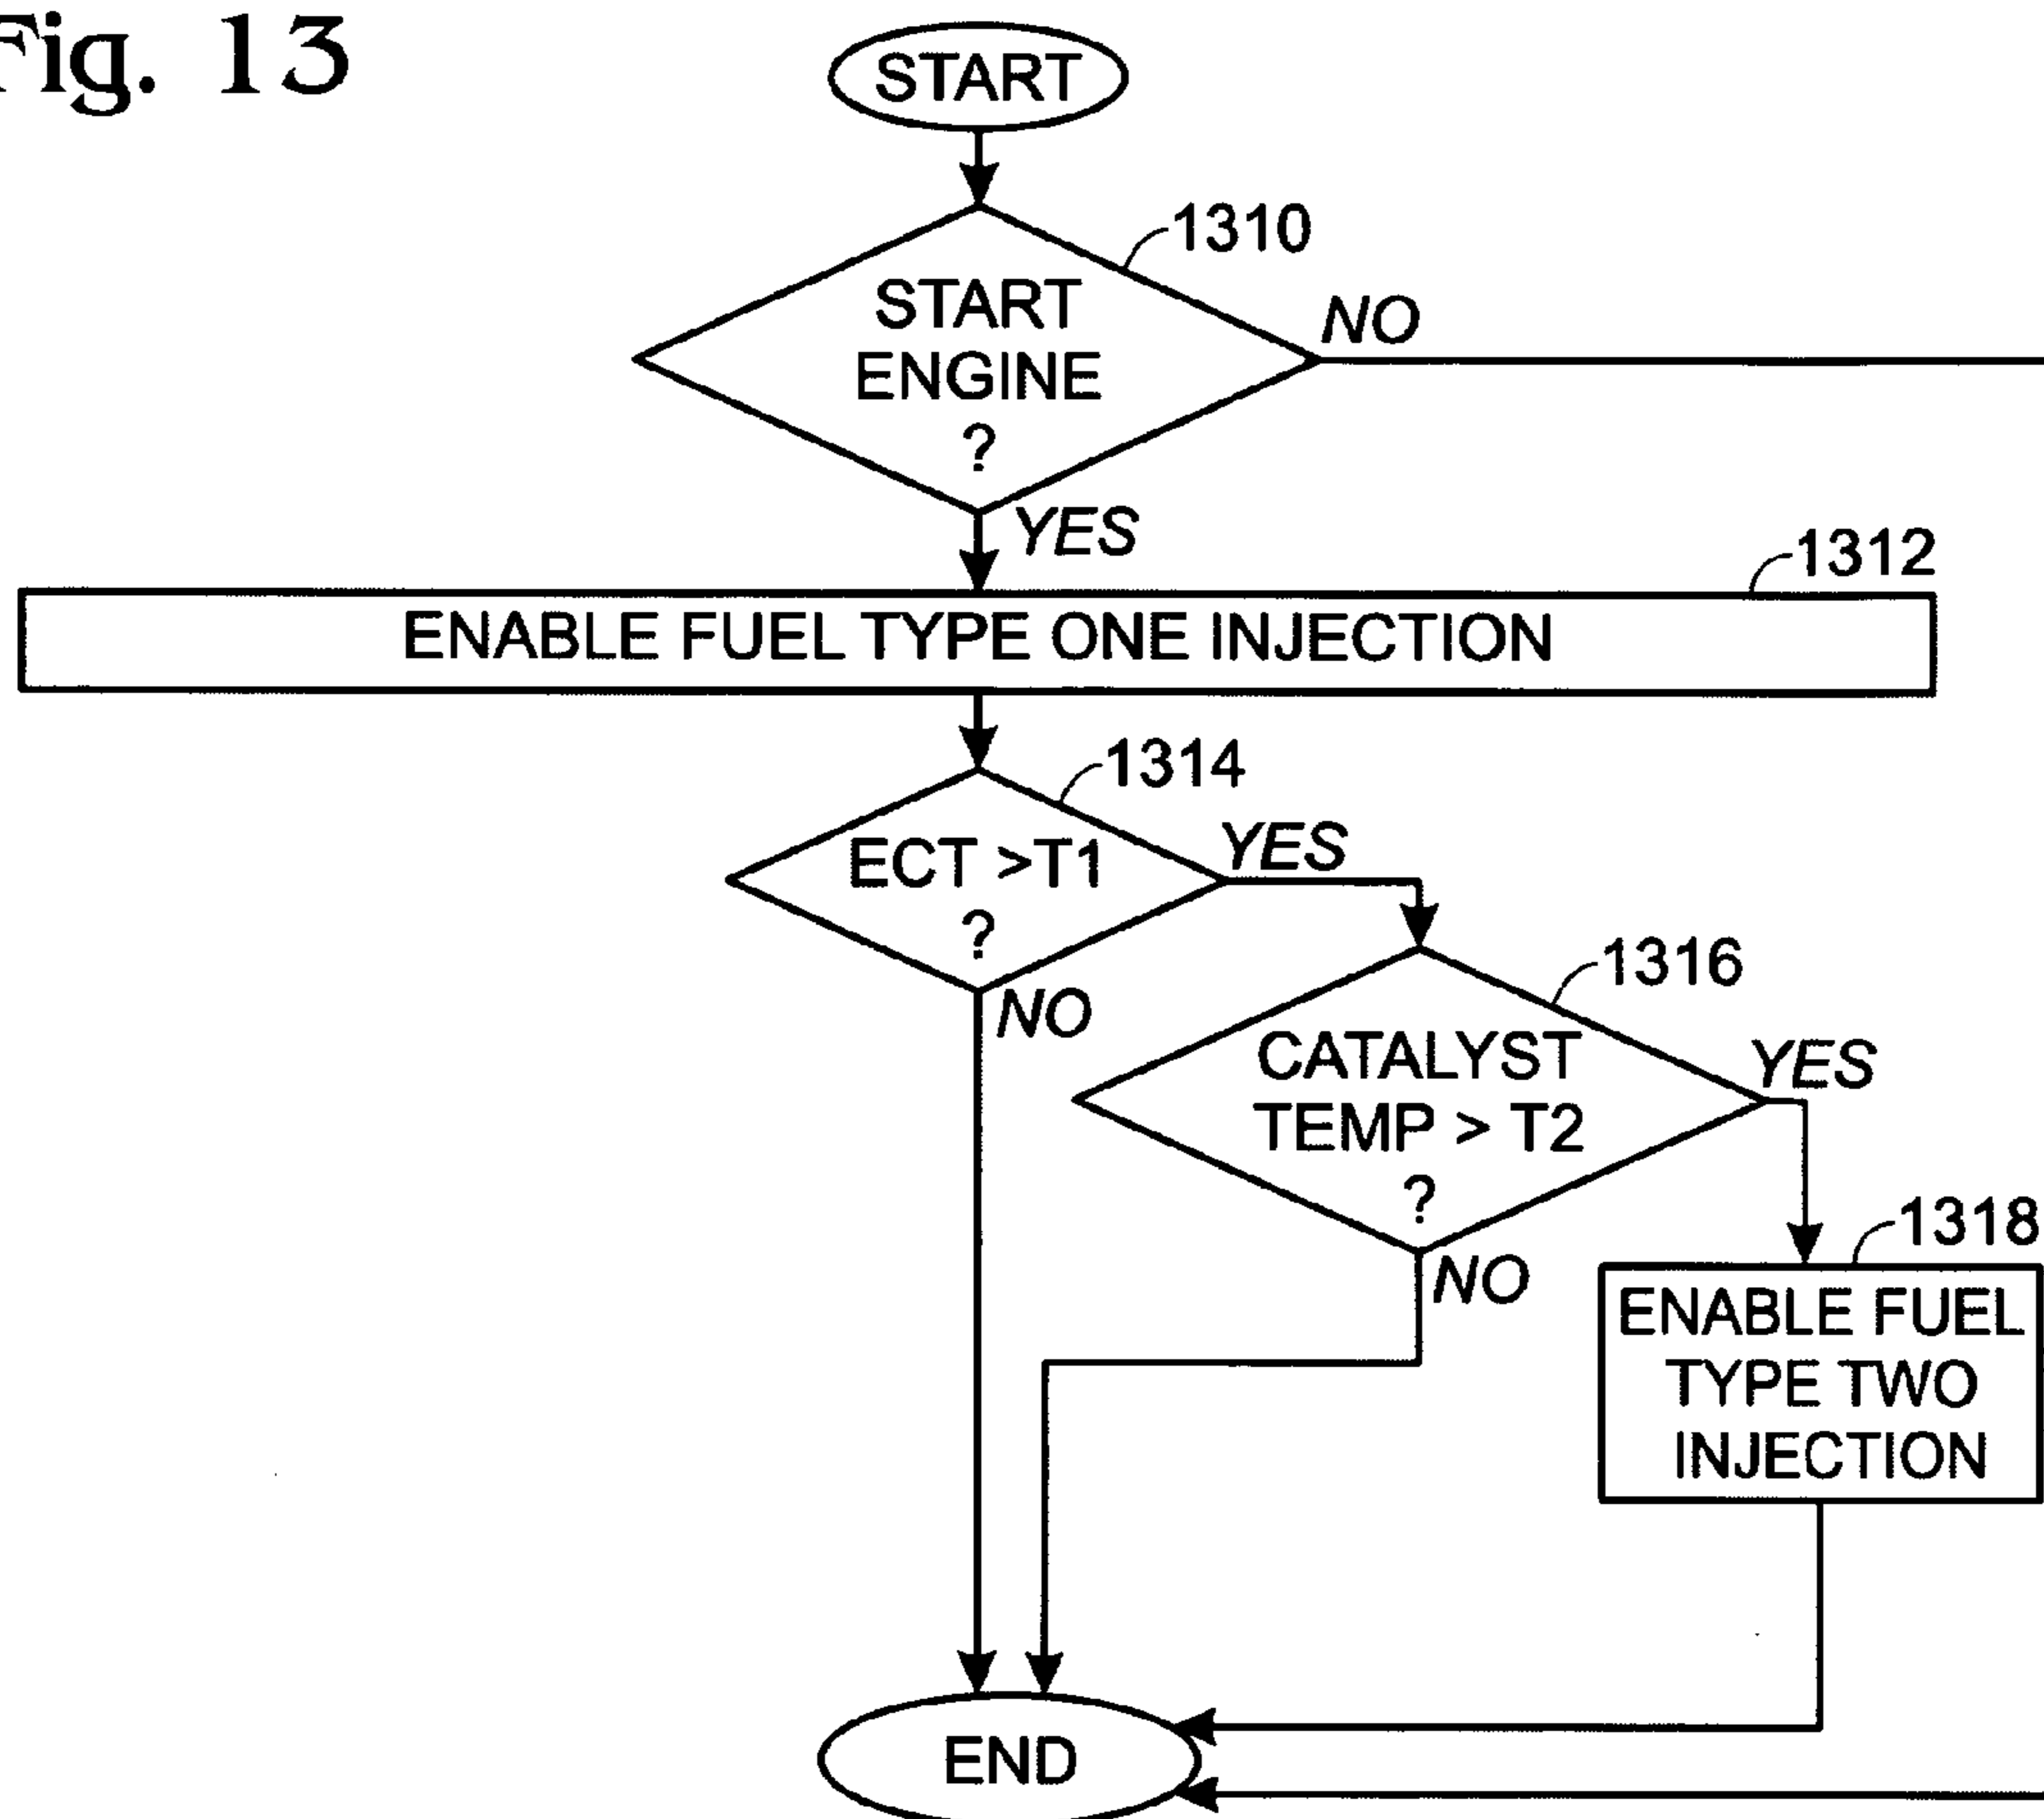 Fig. 13
START
1310
START
ENGINE
?
NO
YES
1312
ENABLE FUEL TYPE ONE INJECTION
1314
ECT >T1
?
YES
NO
1316
CATALYST
TEMP > T2
?
YES
NO
1318
ENABLE FUEL
TYPE TWO
INJECTION
END